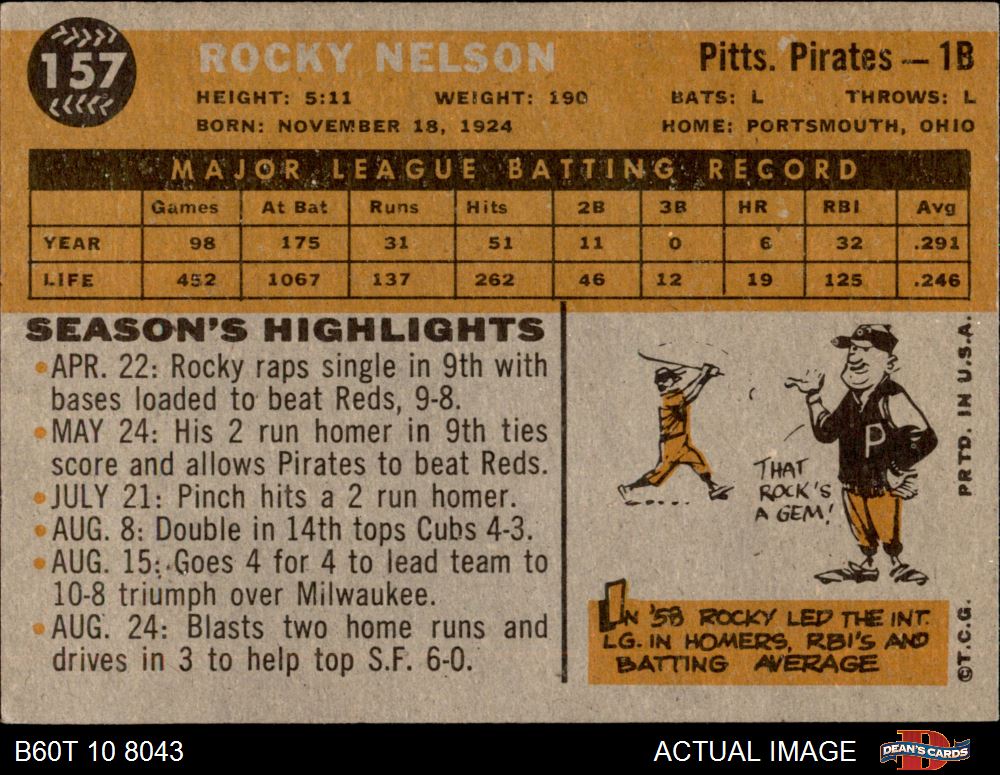 157
ROCKY NELSON
Pitts. Pirates — 1B
HEIGHT: 5:11 WEIGHT: 190 BATS: L THROWS: L
BORN: NOVEMBER 18, 1924 HOME: PORTSMOUTH, OHIO
MAJOR LEAGUE BATTING RECORD
Games At Bat Runs Hits 2B 3B HR RBI Avg
YEAR 98 175 31 51 11 0 6 32 .291
LIFE 452 1067 137 262 46 12 19 125 .246
SEASON'S HIGHLIGHTS
•APR. 22: Rocky raps single in 9th with
bases loaded to beat Reds, 9-8.
•MAY 24: His 2 run homer in 9th ties
score and allows Pirates to beat Reds.
•JULY 21: Pinch hits a 2 run homer.
•AUG. 8: Double in 14th tops Cubs 4-3.
•AUG. 15: Goes 4 for 4 to lead team to
10-8 triumph over Milwaukee.
•AUG. 24: Blasts two home runs and
drives in 3 to help top S.F. 6-0.
P
THAT
ROCK'S
A GEM!
IN '58 ROCKY LED THE INT.
LG. IN HOMERS, RBI'S AND
BATTING AVERAGE
©T.C.G. PRTD. IN U.S.A.
B60T 10 8043
ACTUAL IMAGE
D
DEAN'S CARDS